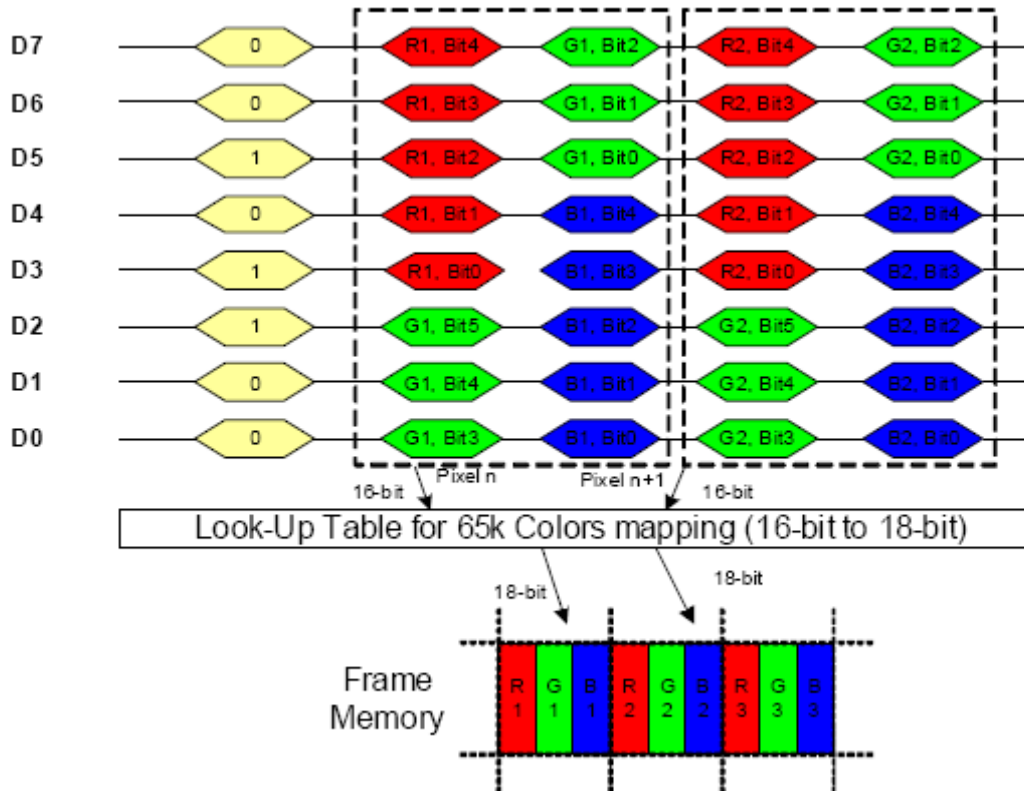 D7 0 R1, Bit4 G1, Bit2 R2, Bit4 G2, Bit2
D6 0 R1, Bit3 G1, Bit1 R2, Bit3 G2, Bit1
D5 1 R1, Bit2 G1, Bit0 R2, Bit2 G2, Bit0
D4 0 R1, Bit1 B1, Bit4 R2, Bit1 B2, Bit4
D3 1 R1, Bit0 B1, Bit3 R2, Bit0 B2, Bit3
D2 1 G1, Bit5 B1, Bit2 G2, Bit5 B2, Bit2
D1 0 G1, Bit4 B1, Bit1 G2, Bit4 B2, Bit1
D0 0 G1, Bit3 B1, Bit0 G2, Bit3 B2, Bit0
Pixel n Pixel n+1
16-bit 16-bit
Look-Up Table for 65k Colors mapping (16-bit to 18-bit)
18-bit 18-bit
Frame
Memory
R G B R G B R G B
1 1 1 2 2 2 3 3 3